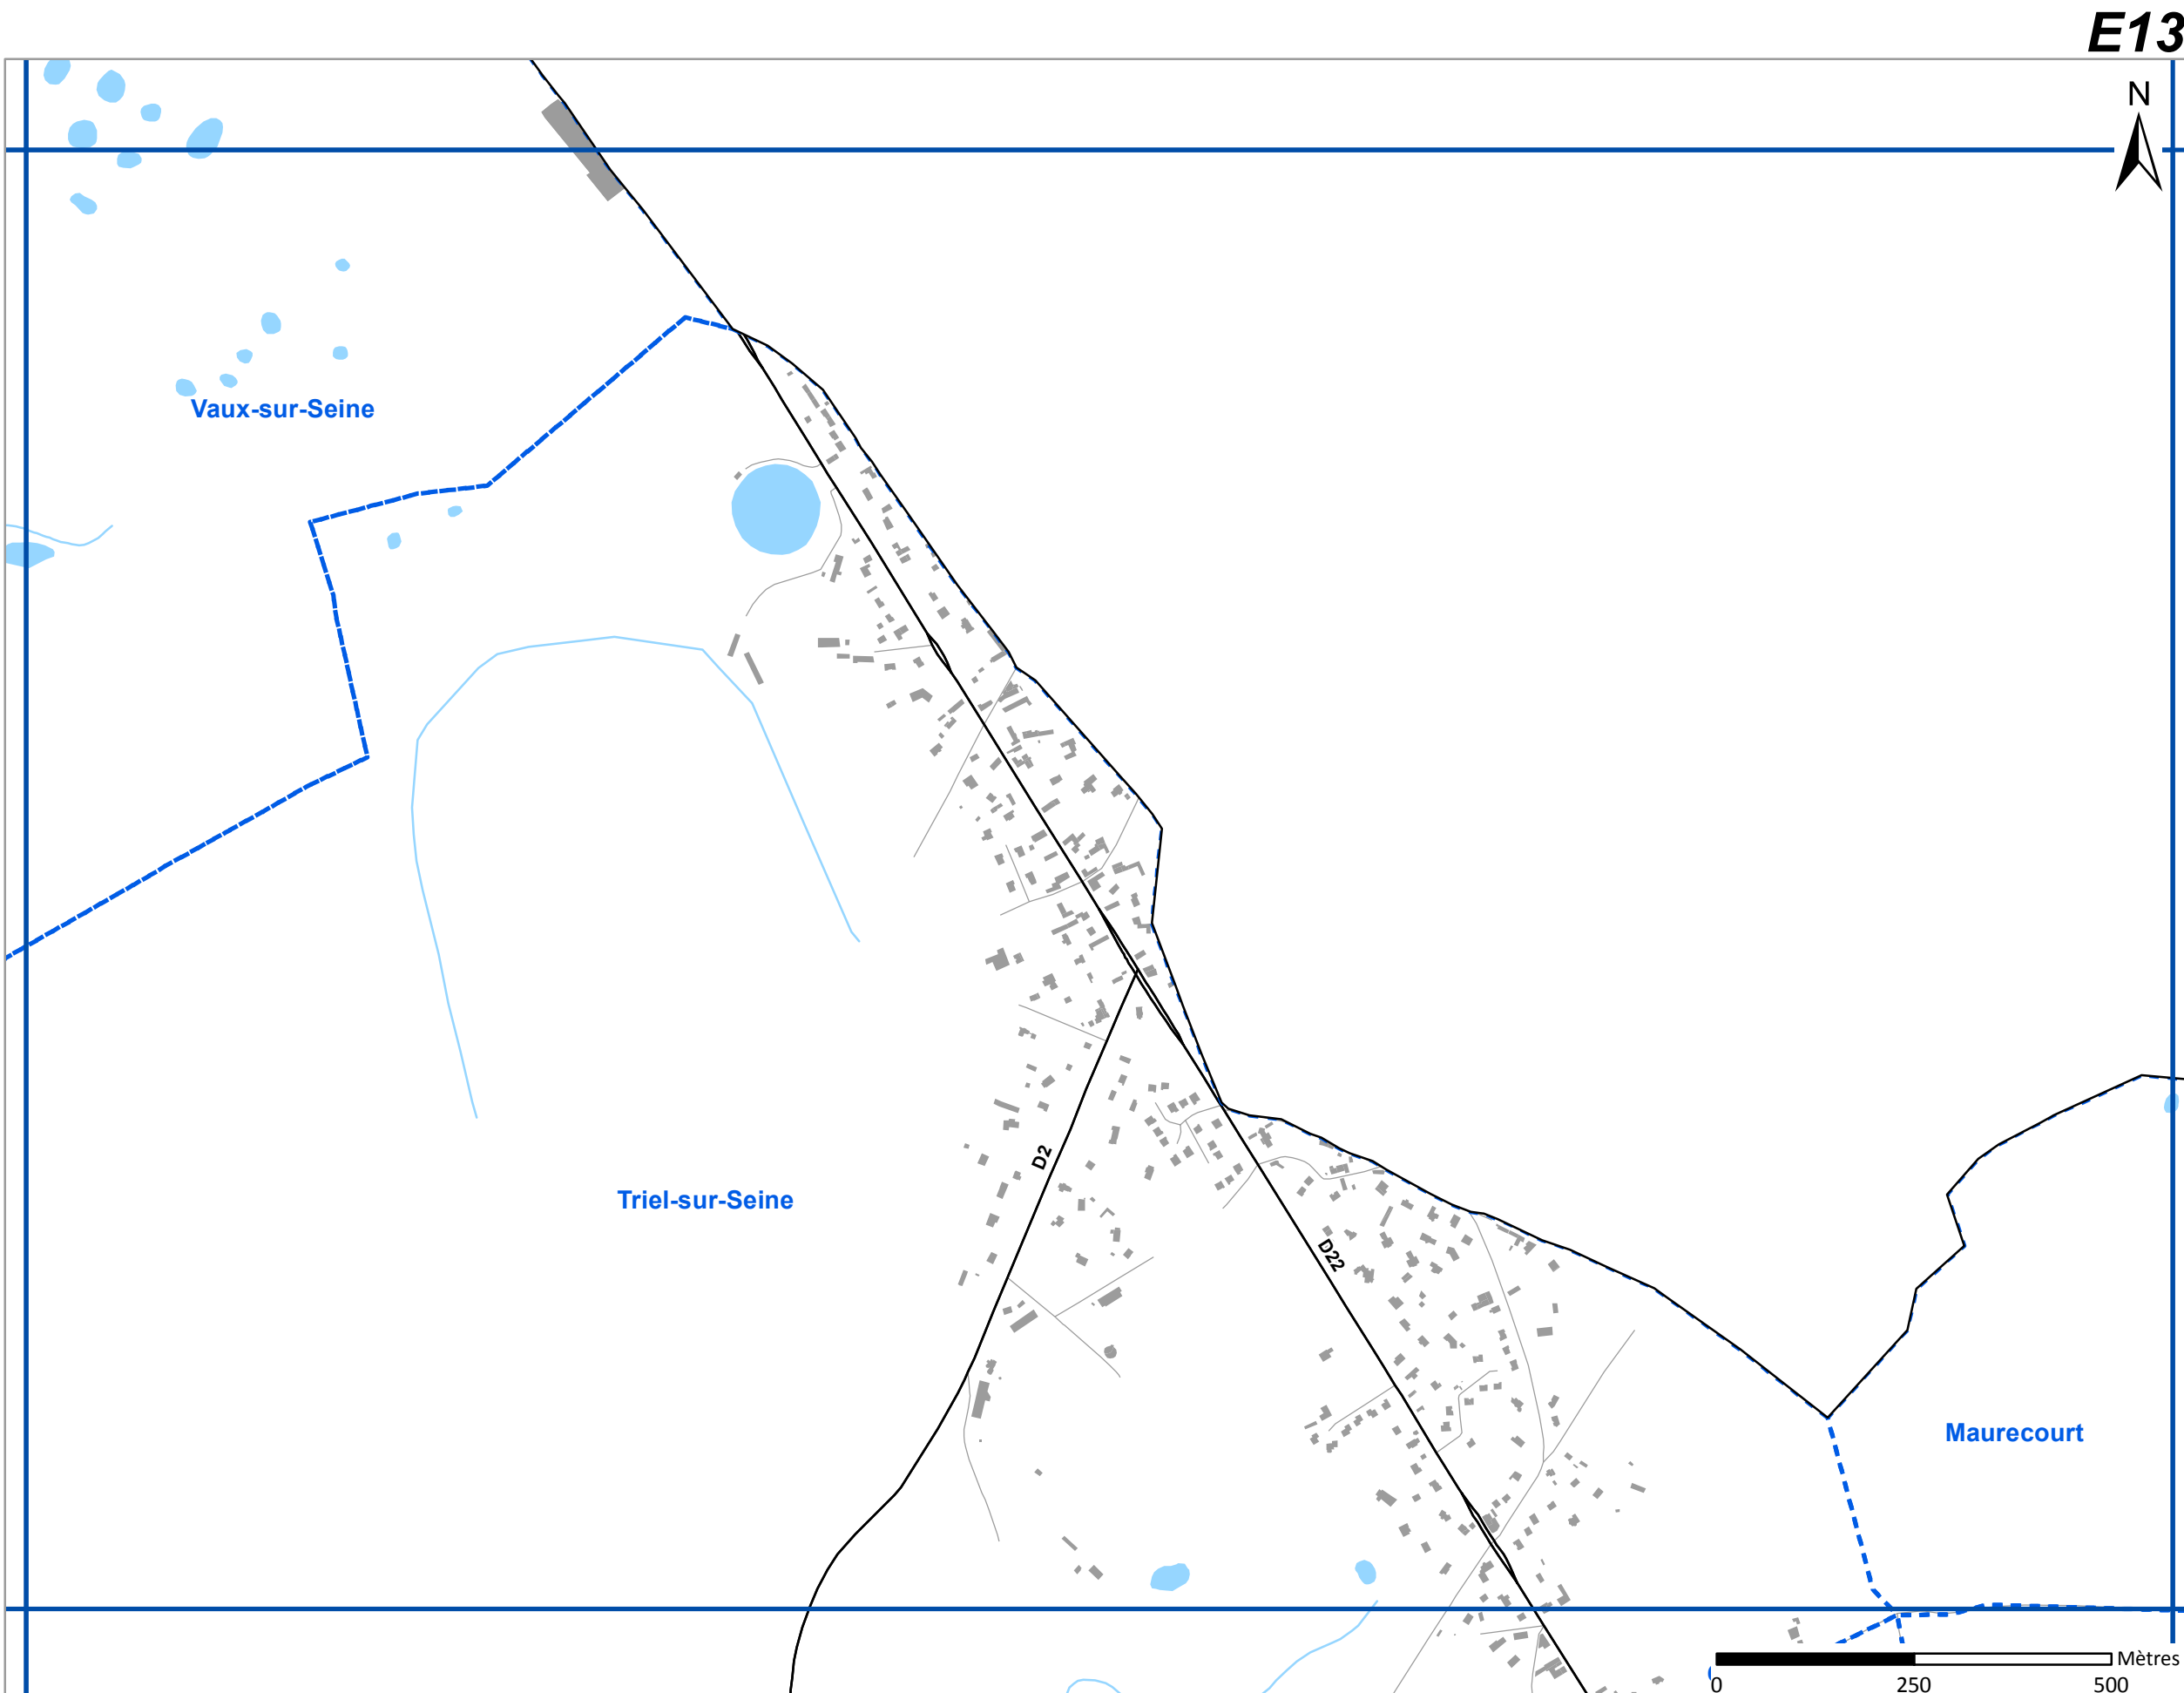 E13
N
Vaux-sur-Seine
D2
Triel-sur-Seine
D22
Maurecourt
Mètres
0 250 500